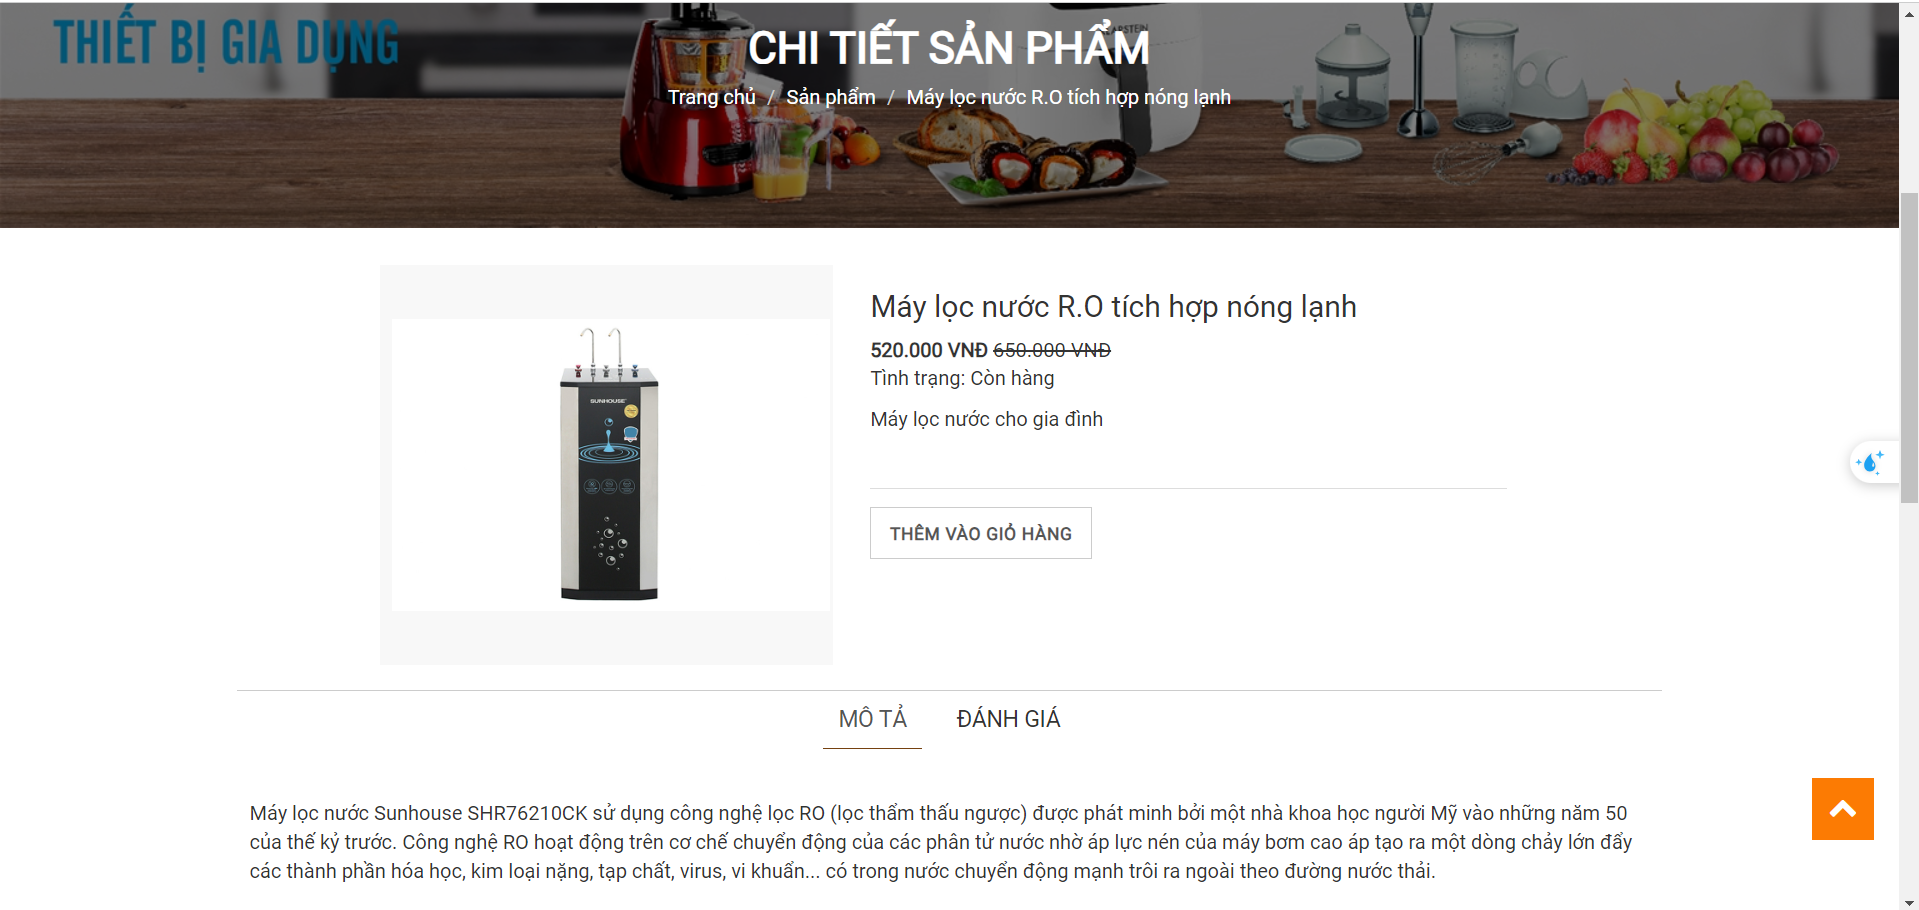 THIẾT BỊ GIA DỤNG
CHI TIẾT SẢN PHẨM
Trang chủ / Sản phẩm / Máy lọc nước R.O tích hợp nóng lạnh
SUNHOUSE
Máy lọc nước R.O tích hợp nóng lạnh
520.000 VNĐ 650.000 VNĐ
Tình trạng: Còn hàng
Máy lọc nước cho gia đình
THÊM VÀO GIỎ HÀNG
MÔ TẢ ĐÁNH GIÁ
Máy lọc nước Sunhouse SHR76210CK sử dụng công nghệ lọc RO (lọc thẩm thấu ngược) được phát minh bởi một nhà khoa học người Mỹ vào những năm 50
của thế kỷ trước. Công nghệ RO hoạt động trên cơ chế chuyển động của các phân tử nước nhờ áp lực nén của máy bơm cao áp tạo ra một dòng chảy lớn đẩy
các thành phần hóa học, kim loại nặng, tạp chất, virus, vi khuẩn... có trong nước chuyển động mạnh trôi ra ngoài theo đường nước thải.